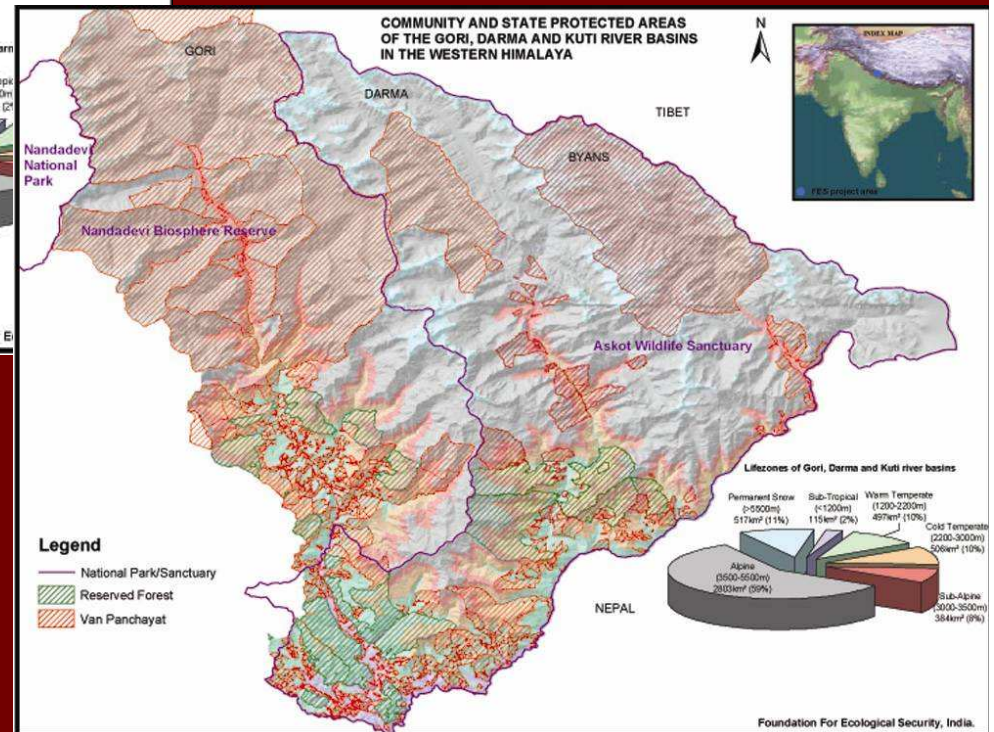 COMMUNITY AND STATE PROTECTED AREAS
OF THE GORI, DARMA AND KUTI RIVER BASINS
IN THE WESTERN HIMALAYA
N
INDEX MAP
FES project area
GORI
DARMA
TIBET
BYANS
Nandadevi
National
Park
Nandadevi Biosphere Reserve
Askot Wildlife Sanctuary
NEPAL
Legend
National Park/Sanctuary
Reserved Forest
Van Panchayat
Lifezones of Gori, Darma and Kuti river basins
Permanent Snow
(>5500m)
517km² (11%)
Sub-Tropical
(<1200m)
115km² (2%)
Warm Temperate
(1200-2200m)
497km² (10%)
Cold Temperate
(2200-3000m)
506km² (10%)
Alpine
(3500-5500m)
2803km² (59%)
Sub-Alpine
(3000-3500m)
384km² (8%)
Foundation For Ecological Security, India.